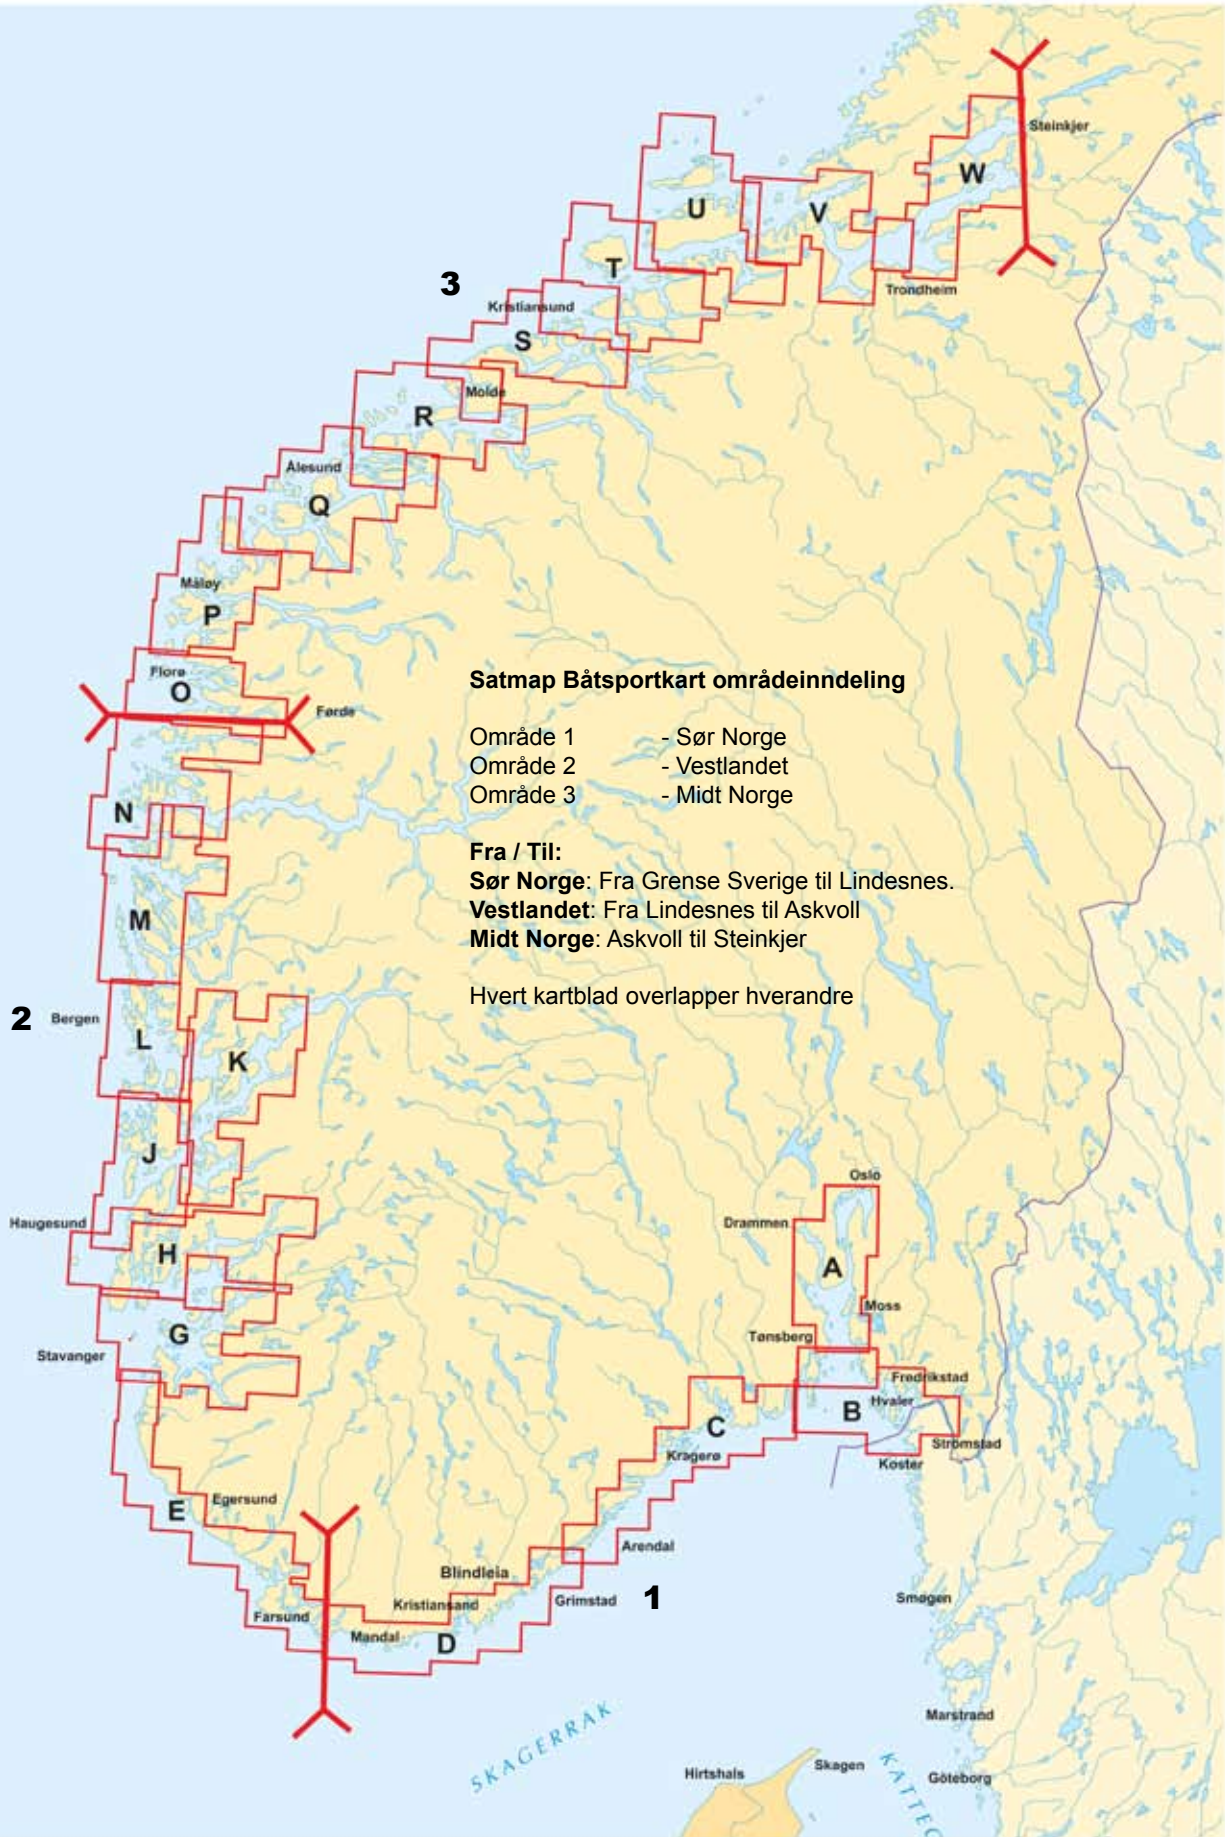 Steinkjer
W
U
V
T
3
Trondheim
Kristiansund
S
Molde
R
Ålesund
Q
Måløy
P
Florø
O
Førde
Satmap Båtsportkart områdeinndeling
Område 1 - Sør Norge
Område 2 - Vestlandet
Område 3 - Midt Norge
Fra / Til:
Sør Norge: Fra Grense Sverige til Lindesnes.
Vestlandet: Fra Lindesnes til Askvoll
Midt Norge: Askvoll til Steinkjer
Hvert kartblad overlapper hverandre
N
M
2
Bergen
L
K
J
Haugesund
H
G
Stavanger
Oslo
Drammen
A
Moss
Tønsberg
Fredrikstad
Hvaler
B
C
Kragerø
Strömstad
Koster
E
Egersund
Arendal
Blindleia
Grimstad
1
Kristiansand
Farsund
Mandal
D
Smøgen
Marstrand
SKAGERRAK
Skagen
Hirtshals
Göteborg
KATTEG